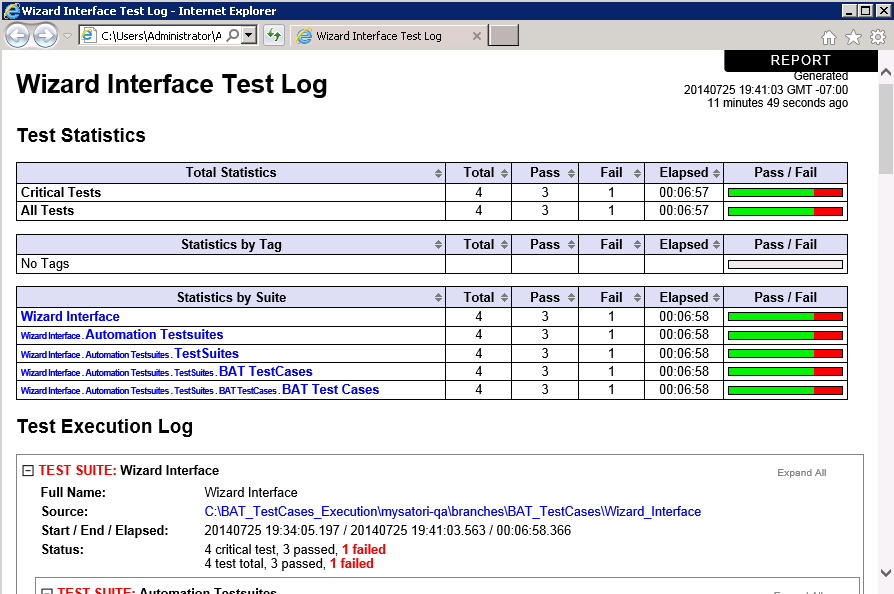 Wizard Interface Test Log - Internet Explorer
C:\Users\Administrator\A
Wizard Interface Test Log
REPORT
Wizard Interface Test Log
Generated
20140725 19:41:03 GMT -07:00
11 minutes 49 seconds ago
Test Statistics
Total Statistics Total Pass Fail Elapsed Pass / Fail
Critical Tests 4 3 1 00:06:57
All Tests 4 3 1 00:06:57
Statistics by Tag Total Pass Fail Elapsed Pass / Fail
No Tags
Statistics by Suite Total Pass Fail Elapsed Pass / Fail
Wizard Interface 4 3 1 00:06:58
Wizard Interface . Automation Testsuites 4 3 1 00:06:58
Wizard Interface . Automation Testsuites . TestSuites 4 3 1 00:06:58
Wizard Interface . Automation Testsuites . TestSuites . BAT TestCases 4 3 1 00:06:58
Wizard Interface . Automation Testsuites . TestSuites . BAT TestCases . BAT Test Cases 4 3 1 00:06:58
Test Execution Log
TEST SUITE: Wizard Interface Expand All
Full Name: Wizard Interface
Source: C:\BAT_TestCases_Execution\mysatori-qa\branches\BAT_TestCases\Wizard_Interface
Start / End / Elapsed: 20140725 19:34:05.197 / 20140725 19:41:03.563 / 00:06:58.366
Status: 4 critical test, 3 passed, 1 failed
4 test total, 3 passed, 1 failed
TEST SUITE: Automation Testsuites Expand All